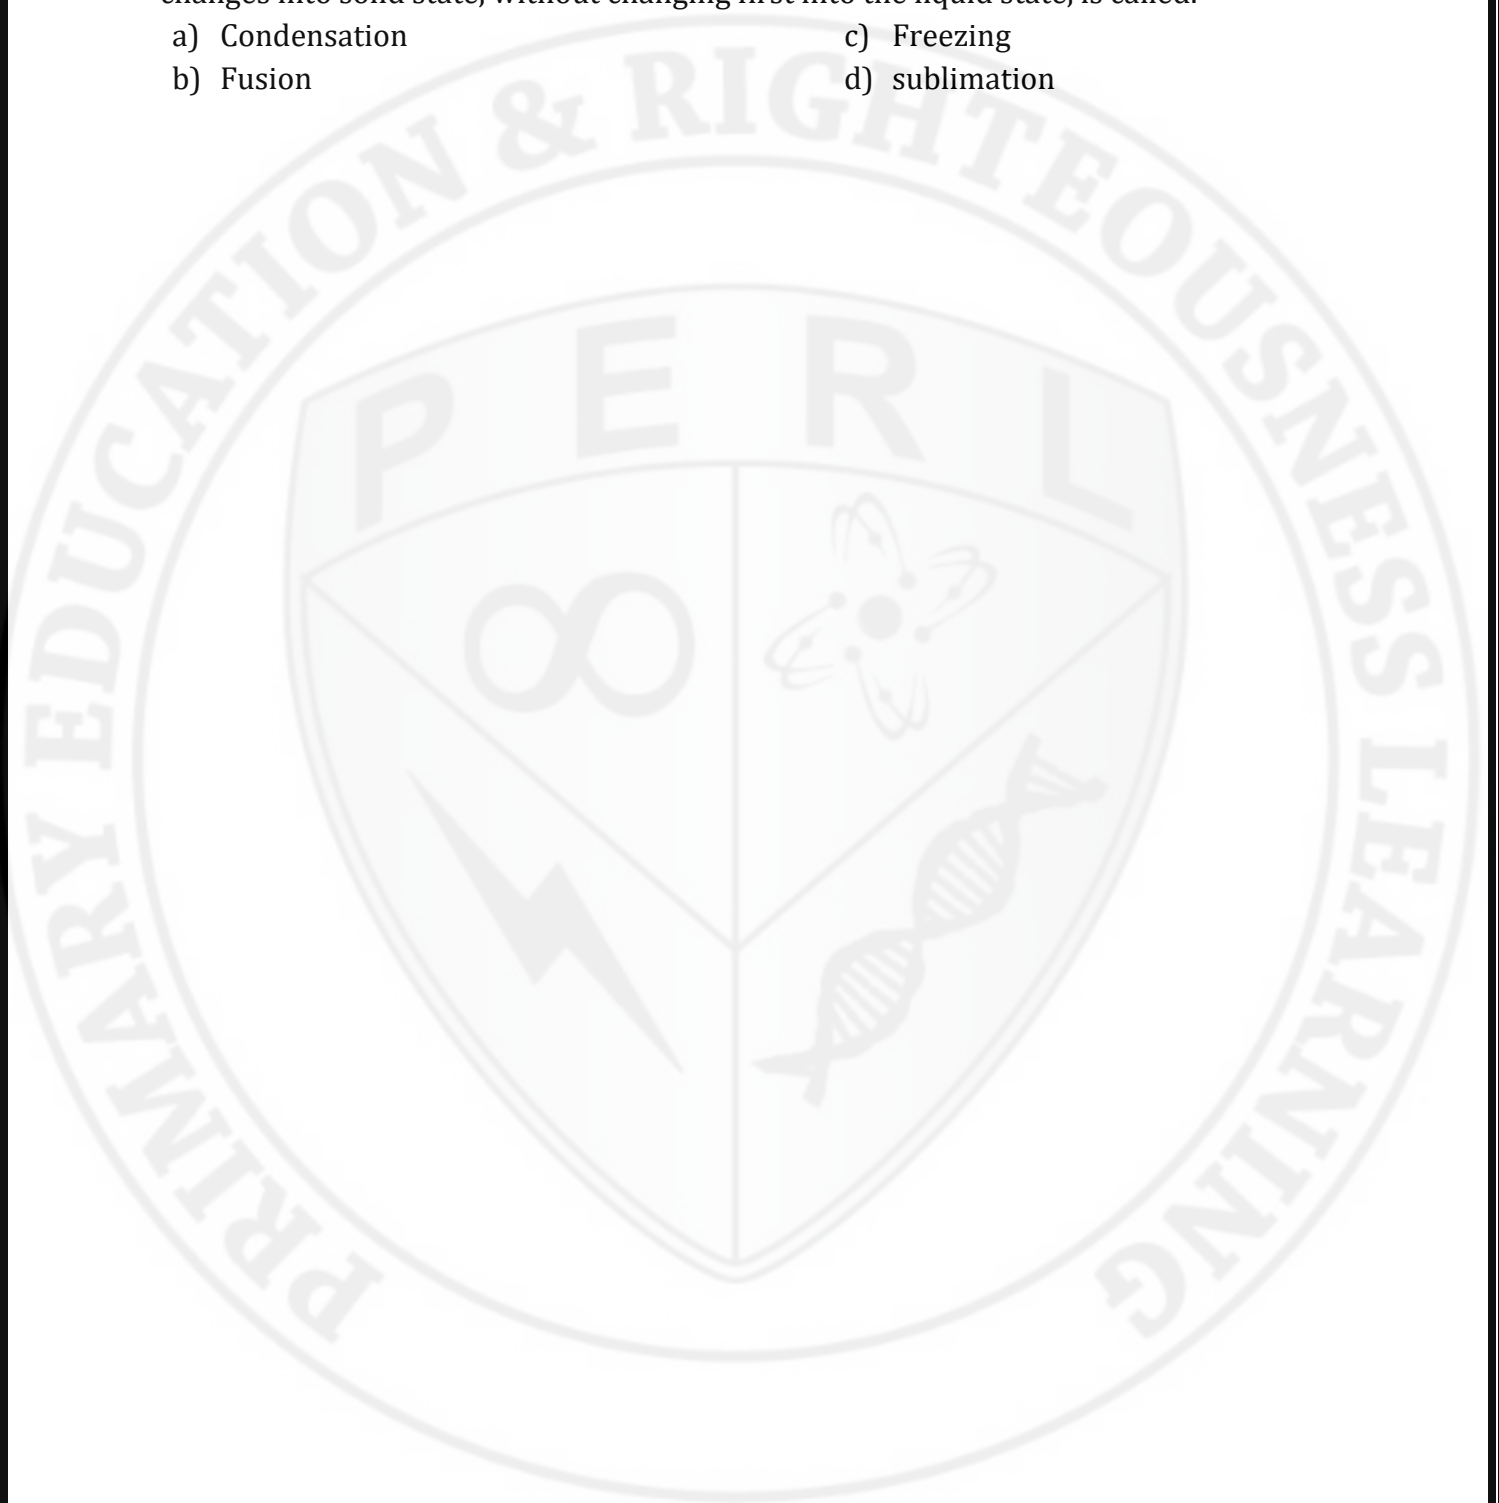 changes into solid state, without changing first into the liquid state, is called:
a) Condensation
c) Freezing
b) Fusion
d) sublimation
PRIMARY EDUCATION & RIGHTEOUSNESS LEARNING
P E R L